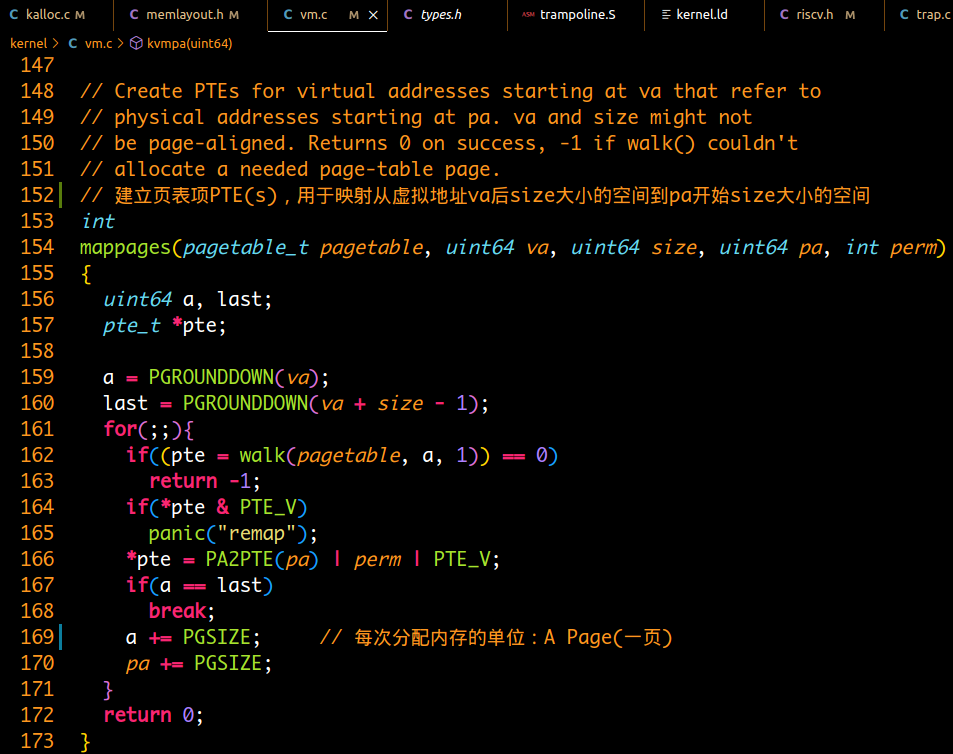 C kalloc.c M C memlayout.h M C vm.c M × C types.h ASM trampoline.S kernel.ld C riscv.h M C trap.c
kernel > C vm.c > kvmpa(uint64)
147
148 // Create PTEs for virtual addresses starting at va that refer to
149 // physical addresses starting at pa. va and size might not
150 // be page-aligned. Returns 0 on success, -1 if walk() couldn't
151 // allocate a needed page-table page.
152 // 建立页表项PTE(s)，用于映射从虚拟地址va后size大小的空间到pa开始size大小的空间
153 int
154 mappages(pagetable_t pagetable, uint64 va, uint64 size, uint64 pa, int perm)
155 {
156   uint64 a, last;
157   pte_t *pte;
158
159   a = PGROUNDDOWN(va);
160   last = PGROUNDDOWN(va + size - 1);
161   for(;;){
162     if((pte = walk(pagetable, a, 1)) == 0)
163       return -1;
164     if(*pte & PTE_V)
165       panic("remap");
166     *pte = PA2PTE(pa) | perm | PTE_V;
167     if(a == last)
168       break;
169     a += PGSIZE;     // 每次分配内存的单位：A Page(一页)
170     pa += PGSIZE;
171   }
172   return 0;
173 }